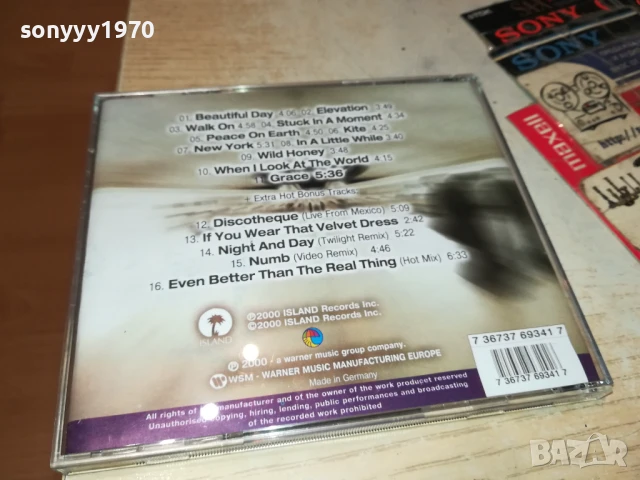 sonyyy1970
SONY
SONY
maxell
http://
01. Beautiful Day 4:06 02. Elevation 3:49
03. Walk On 4:58 04. Stuck In A Moment 4:34
05. Peace On Earth 4:50 06. Kite 4:25
07. New York 5:31 08. In A Little While 3:40
09. Wild Honey 3:48
10. When I Look At The World 4:15
11. Grace 5:36
+ Extra Hot Bonus Tracks:
12. Discotheque (Live From Mexico) 5:09
13. If You Wear That Velvet Dress 2:42
14. Night And Day (Twilight Remix) 5:22
15. Numb (Video Remix) 4:46
16. Even Better Than The Real Thing (Hot Mix) 6:33
ISLAND
℗2000 ISLAND Records Inc.
©2000 ISLAND Records Inc.
℗ 2000 - a warner music group company.
WSM - WARNER MUSIC MANUFACTURING EUROPE
Made in Germany
7 36737 69341 7
7 36737 69341 7
All rights of the manufacturer and of the owner of the work produced reserved
Unauthorised copying, hiring, lending, public performances and broadcasting
of the recorded work prohibited
BAZAR
bg